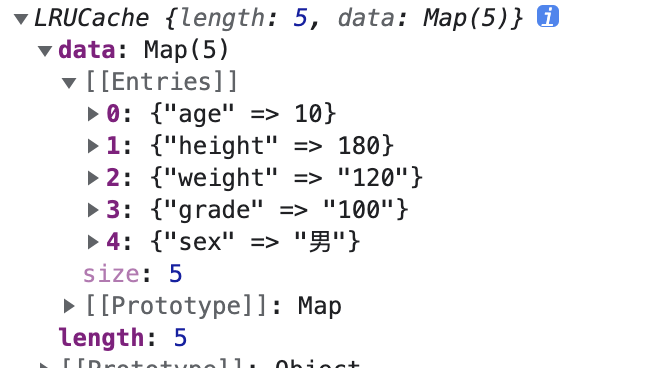 LRUCache {length: 5, data: Map(5)} i
data: Map(5)
[[Entries]]
0: {"age" => 10}
1: {"height" => 180}
2: {"weight" => "120"}
3: {"grade" => "100"}
4: {"sex" => "男"}
size: 5
[[Prototype]]: Map
length: 5
[[Prototype]]: Object